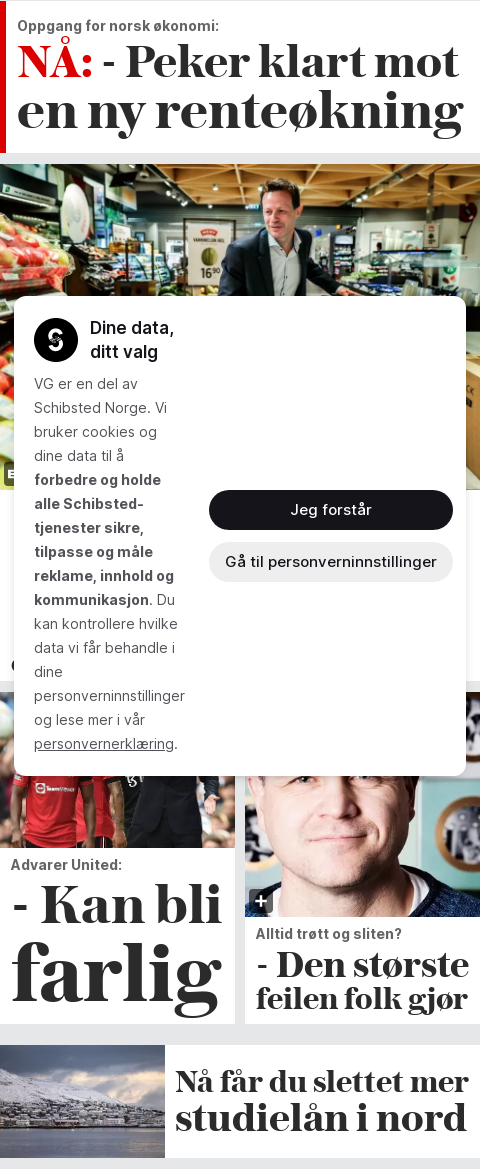 Oppgang for norsk økonomi:
NÅ: - Peker klart mot
en ny renteøkning
16 90
Dine data,
ditt valg
VG er en del av
Schibsted Norge. Vi
bruker cookies og
dine data til å
forbedre og holde
alle Schibsted-
tjenester sikre,
tilpasse og måle
reklame, innhold og
kommunikasjon. Du
kan kontrollere hvilke
data vi får behandle i
dine
personverninnstillinger
og lese mer i vår
personvernerklæring.
Jeg forstår
Gå til personverninnstillinger
TeamViewer
Advarer United:
- Kan bli
farlig
Alltid trøtt og sliten?
- Den største
feilen folk gjør
Nå får du slettet mer
studielån i nord